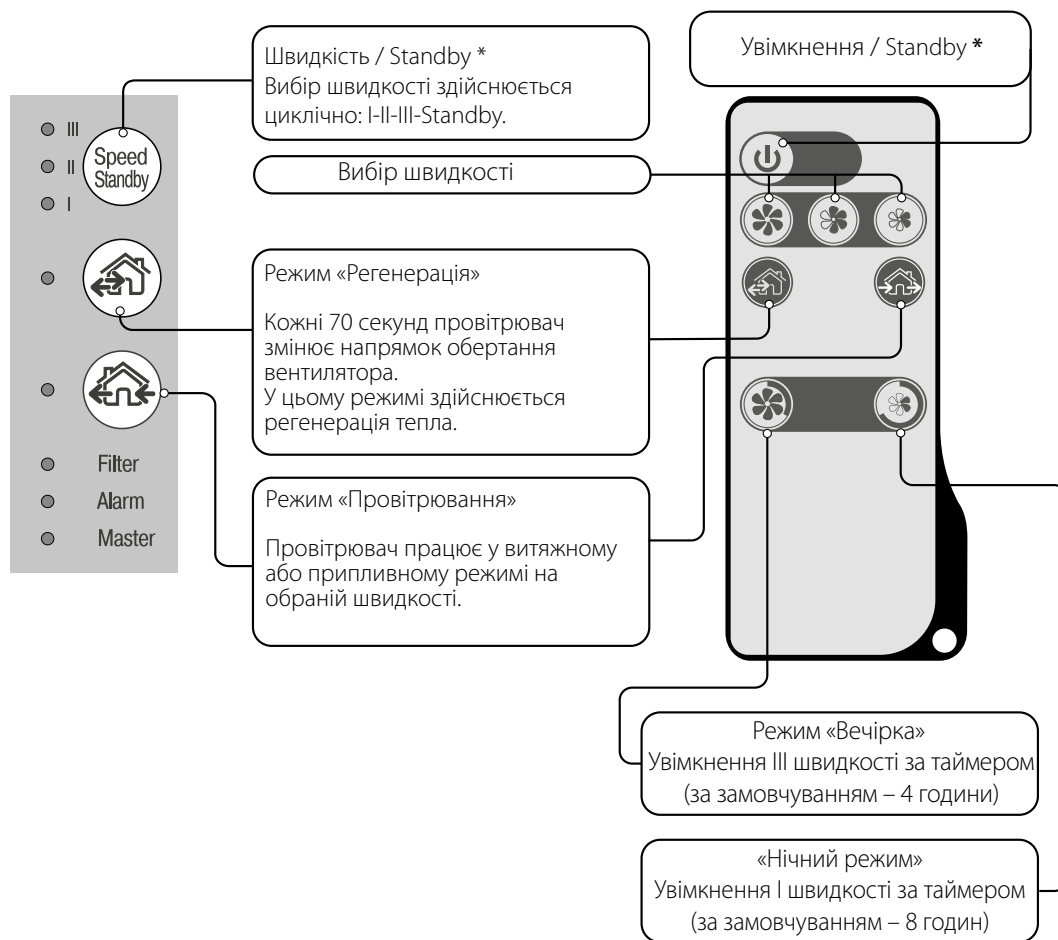 Швидкість / Standby *
Вибір швидкості здійснюється
циклічно: I-II-III-Standby.
Увімкнення / Standby *
III
II
I
Speed
Standby
Вибір швидкості
Режим «Регенерація»
Кожні 70 секунд провітрювач
змінює напрямок обертання
вентилятора.
У цьому режимі здійснюється
регенерація тепла.
Filter
Alarm
Master
Режим «Провітрювання»
Провітрювач працює у витяжному
або припливному режимі на
обраній швидкості.
Режим «Вечірка»
Увімкнення III швидкості за таймером
(за замовчуванням – 4 години)
«Нічний режим»
Увімкнення I швидкості за таймером
(за замовчуванням – 8 годин)